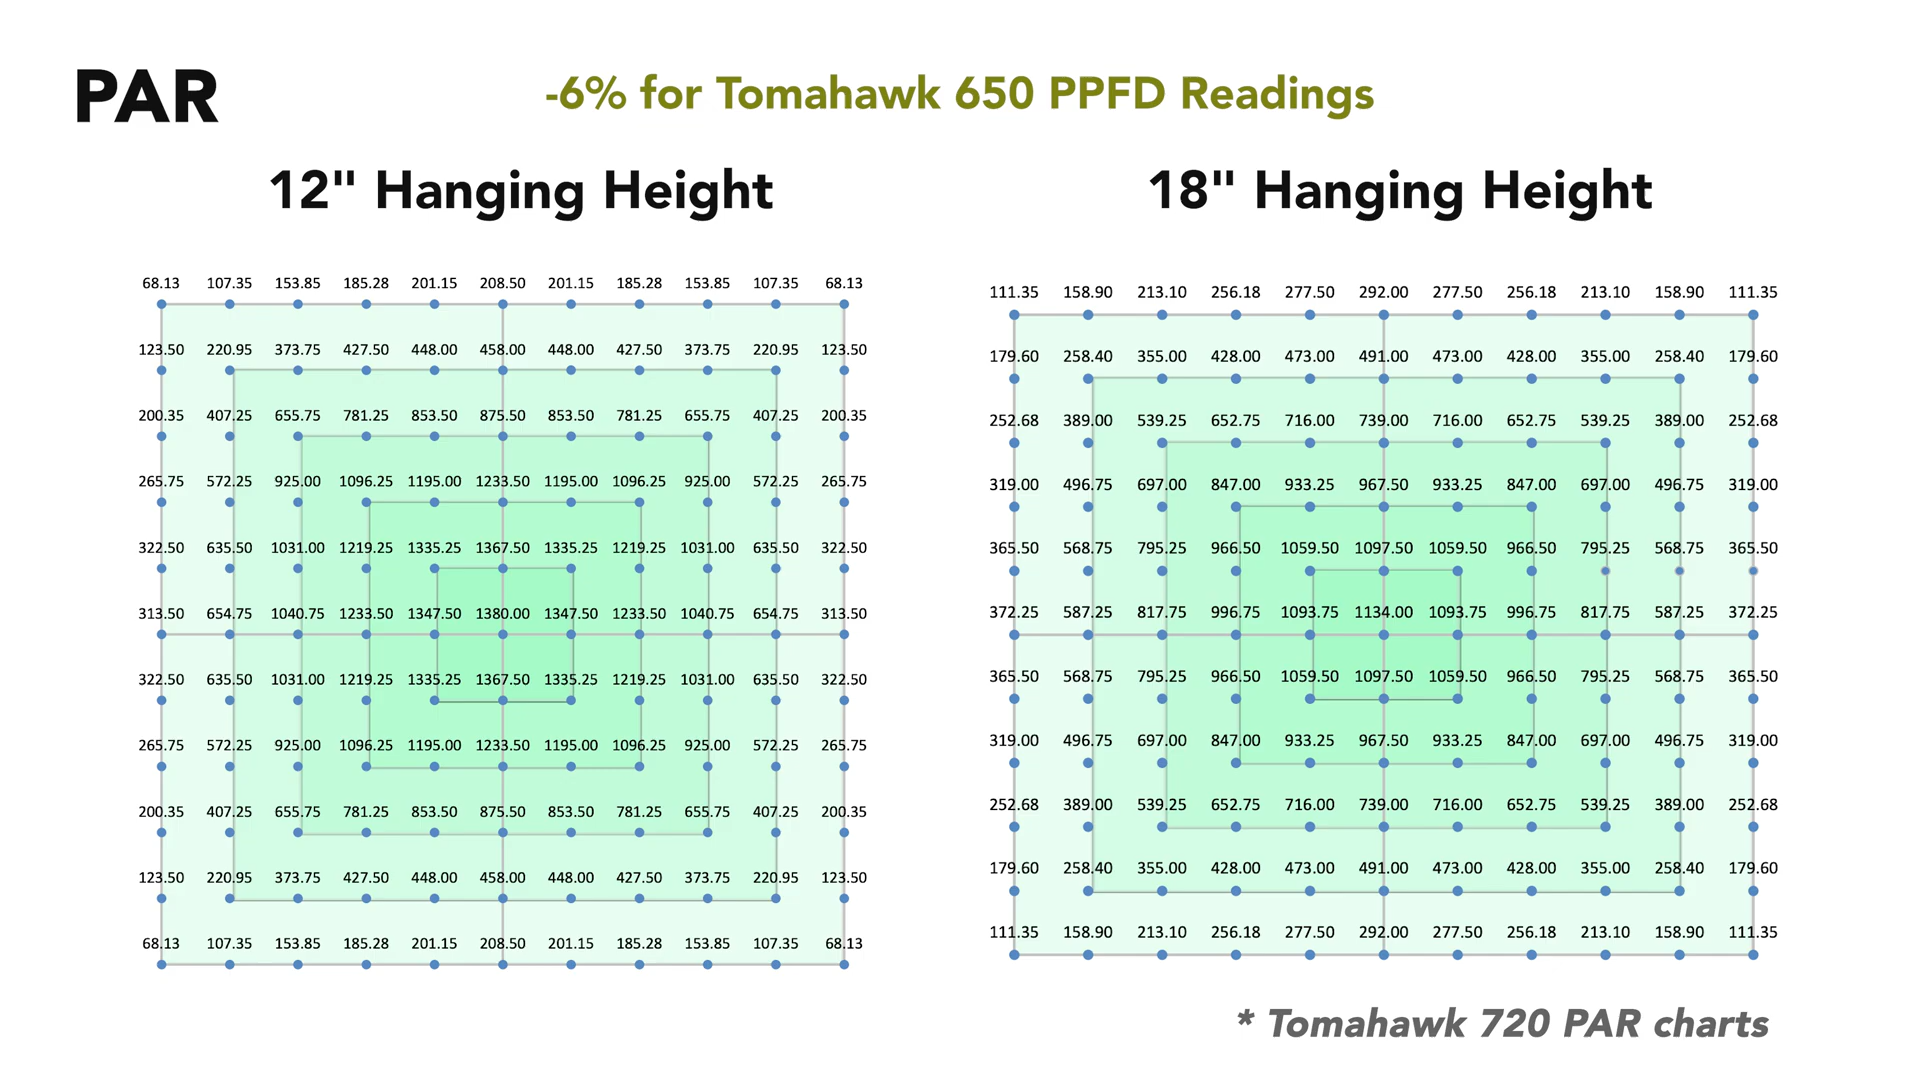 PAR
-6% for Tomahawk 650 PPFD Readings
12" Hanging Height
68.13 107.35 153.85 185.28 201.15 208.50 201.15 185.28 153.85 107.35 68.13
123.50 220.95 373.75 427.50 448.00 458.00 448.00 427.50 373.75 220.95 123.50
200.35 407.25 655.75 781.25 853.50 875.50 853.50 781.25 655.75 407.25 200.35
265.75 572.25 925.00 1096.25 1195.00 1233.50 1195.00 1096.25 925.00 572.25 265.75
322.50 635.50 1031.00 1219.25 1335.25 1367.50 1335.25 1219.25 1031.00 635.50 322.50
313.50 654.75 1040.75 1233.50 1347.50 1380.00 1347.50 1233.50 1040.75 654.75 313.50
322.50 635.50 1031.00 1219.25 1335.25 1367.50 1335.25 1219.25 1031.00 635.50 322.50
265.75 572.25 925.00 1096.25 1195.00 1233.50 1195.00 1096.25 925.00 572.25 265.75
200.35 407.25 655.75 781.25 853.50 875.50 853.50 781.25 655.75 407.25 200.35
123.50 220.95 373.75 427.50 448.00 458.00 448.00 427.50 373.75 220.95 123.50
68.13 107.35 153.85 185.28 201.15 208.50 201.15 185.28 153.85 107.35 68.13
18" Hanging Height
111.35 158.90 213.10 256.18 277.50 292.00 277.50 256.18 213.10 158.90 111.35
179.60 258.40 355.00 428.00 473.00 491.00 473.00 428.00 355.00 258.40 179.60
252.68 389.00 539.25 652.75 716.00 739.00 716.00 652.75 539.25 389.00 252.68
319.00 496.75 697.00 847.00 933.25 967.50 933.25 847.00 697.00 496.75 319.00
365.50 568.75 795.25 966.50 1059.50 1097.50 1059.50 966.50 795.25 568.75 365.50
372.25 587.25 817.75 996.75 1093.75 1134.00 1093.75 996.75 817.75 587.25 372.25
365.50 568.75 795.25 966.50 1059.50 1097.50 1059.50 966.50 795.25 568.75 365.50
319.00 496.75 697.00 847.00 933.25 967.50 933.25 847.00 697.00 496.75 319.00
252.68 389.00 539.25 652.75 716.00 739.00 716.00 652.75 539.25 389.00 252.68
179.60 258.40 355.00 428.00 473.00 491.00 473.00 428.00 355.00 258.40 179.60
111.35 158.90 213.10 256.18 277.50 292.00 277.50 256.18 213.10 158.90 111.35
* Tomahawk 720 PAR charts